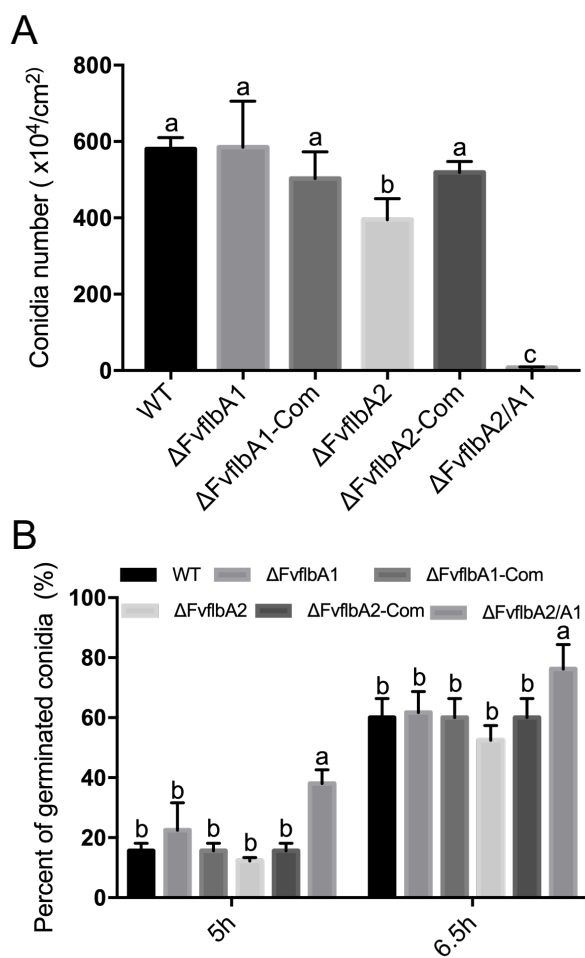 A
Conidia number ( x10⁴/cm²)
800
600
400
200
0
a
a
a
b
a
c
WT
ΔFvflbA1
ΔFvflbA1-Com
ΔFvflbA2
ΔFvflbA2-Com
ΔFvflbA2/A1
B
Percent of germinated conidia (%)
WT ΔFvflbA1 ΔFvflbA1-Com
ΔFvflbA2 ΔFvflbA2-Com ΔFvflbA2/A1
100
80
60
40
20
0
b b b b b a
b b b b b a
5h
6.5h